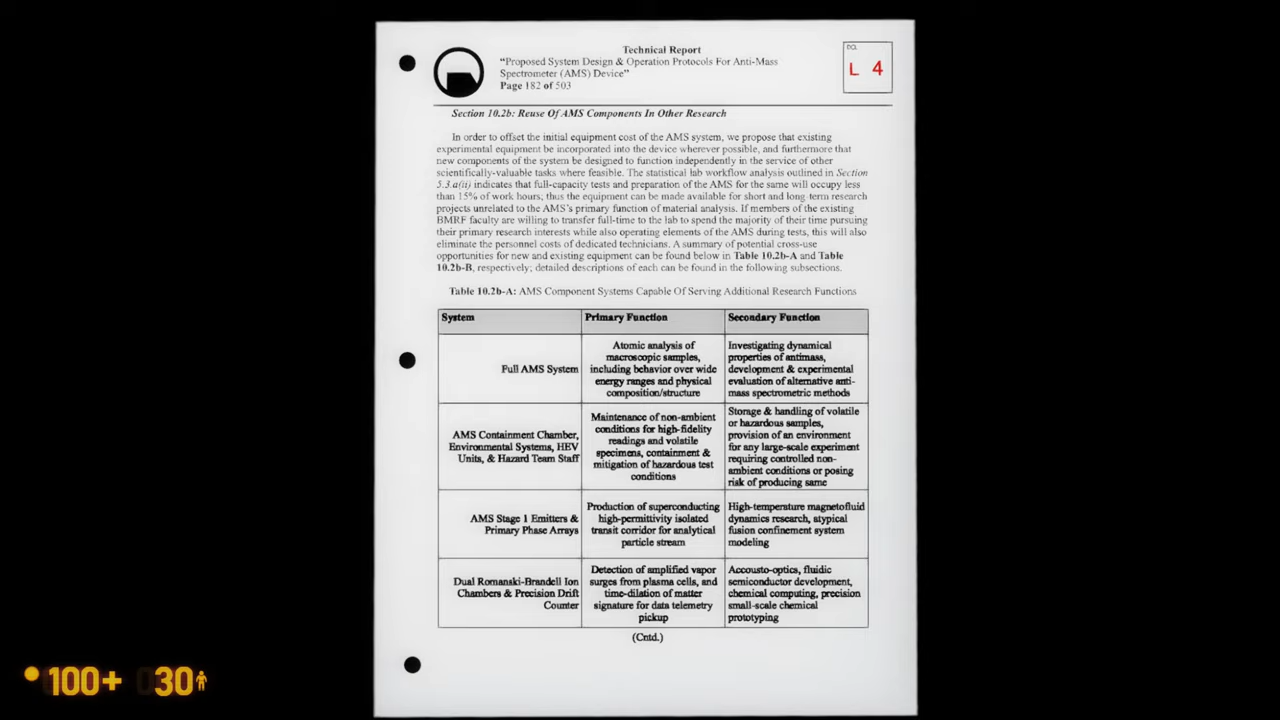 Technical Report
"Proposed System Design & Operation Protocols For Anti-Mass
Spectrometer (AMS) Device"
Page 182 of 503
L 4
Section 10.2b: Reuse Of AMS Components In Other Research
In order to offset the initial equipment cost of the AMS system, we propose that existing
experimental equipment be incorporated into the device wherever possible, and furthermore that
new components of the system be designed to function independently in the service of other
scientifically-valuable tasks where feasible. The statistical lab workflow analysis outlined in Section
5.3.a(ii) indicates that full-capacity tests and preparation of the AMS for the same will occupy less
than 15% of work hours; thus the equipment can be made available for short and long-term research
projects unrelated to the AMS's primary function of material analysis. If members of the existing
BMRF faculty are willing to transfer full-time to the lab to spend the majority of their time pursuing
their primary research interests while also operating elements of the AMS during tests, this will also
eliminate the personnel costs of dedicated technicians. A summary of potential cross-use
opportunities for new and existing equipment can be found below in Table 10.2b-A and Table
10.2b-B, respectively; detailed descriptions of each can be found in the following subsections.
Table 10.2b-A: AMS Component Systems Capable Of Serving Additional Research Functions
System
Primary Function
Secondary Function
Full AMS System
Atomic analysis of
macroscopic samples,
including behavior over wide
energy ranges and physical
composition/structure
Investigating dynamical
properties of antimass,
development & experimental
evaluation of alternative anti-
mass spectrometric methods
AMS Containment Chamber,
Environmental Systems, HEV
Units, & Hazard Team Staff
Maintenance of non-ambient
conditions for high-fidelity
readings and volatile
specimens, containment &
mitigation of hazardous test
conditions
Storage & handling of volatile
or hazardous samples,
provision of an environment
for any large-scale experiment
requiring controlled non-
ambient conditions or posing
risk of producing same
AMS Stage 1 Emitters &
Primary Phase Arrays
Production of superconducting
high-permittivity isolated
transit corridor for analytical
particle stream
High-temperature magnetofluid
dynamics research, atypical
fusion confinement system
modeling
Dual Romanski-Brandell Ion
Chambers & Precision Drift
Counter
Detection of amplified vapor
surges from plasma cells, and
time-dilation of matter
signature for data telemetry
pickup
Accousto-optics, fluidic
semiconductor development,
chemical computing, precision
small-scale chemical
prototyping
(Cntd.)
100+ 30